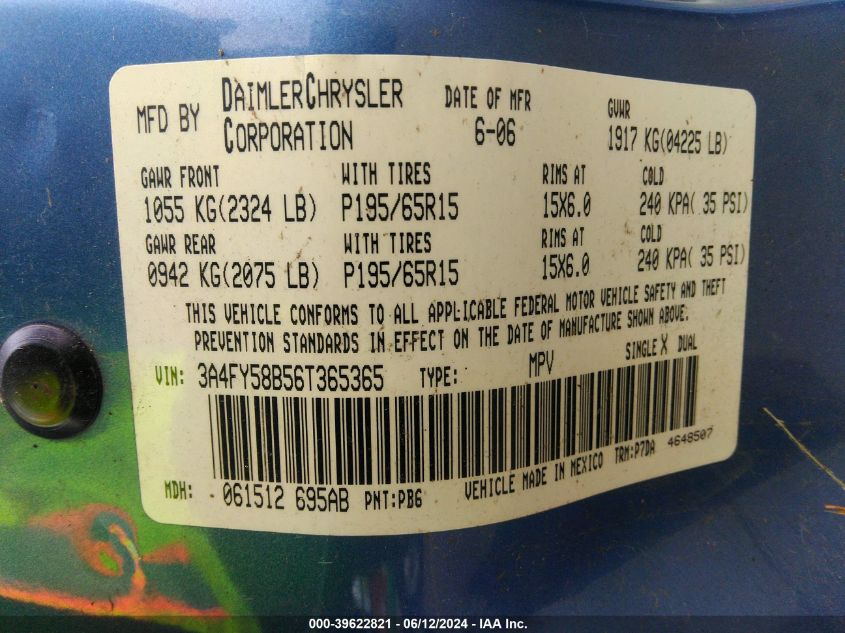 MFD BY DAIMLERCHRYSLER CORPORATION DATE OF MFR 6-06 GVWR 1917 KG(04225 LB)
GAWR FRONT WITH TIRES RIMS AT COLD
1055 KG(2324 LB) P195/65R15 15X6.0 240 KPA( 35 PSI)
GAWR REAR WITH TIRES RIMS AT COLD
0942 KG(2075 LB) P195/65R15 15X6.0 240 KPA( 35 PSI)
THIS VEHICLE CONFORMS TO ALL APPLICABLE FEDERAL MOTOR VEHICLE SAFETY AND THEFT
PREVENTION STANDARDS IN EFFECT ON THE DATE OF MANUFACTURE SHOWN ABOVE.
VIN: 3A4FY58B56T365365 TYPE: MPV SINGLE X DUAL
MDH: 061512 695AB PNT:PB6 VEHICLE MADE IN MEXICO TRM:P7DA 4648507
000-39622821 - 06/12/2024 - IAA Inc.